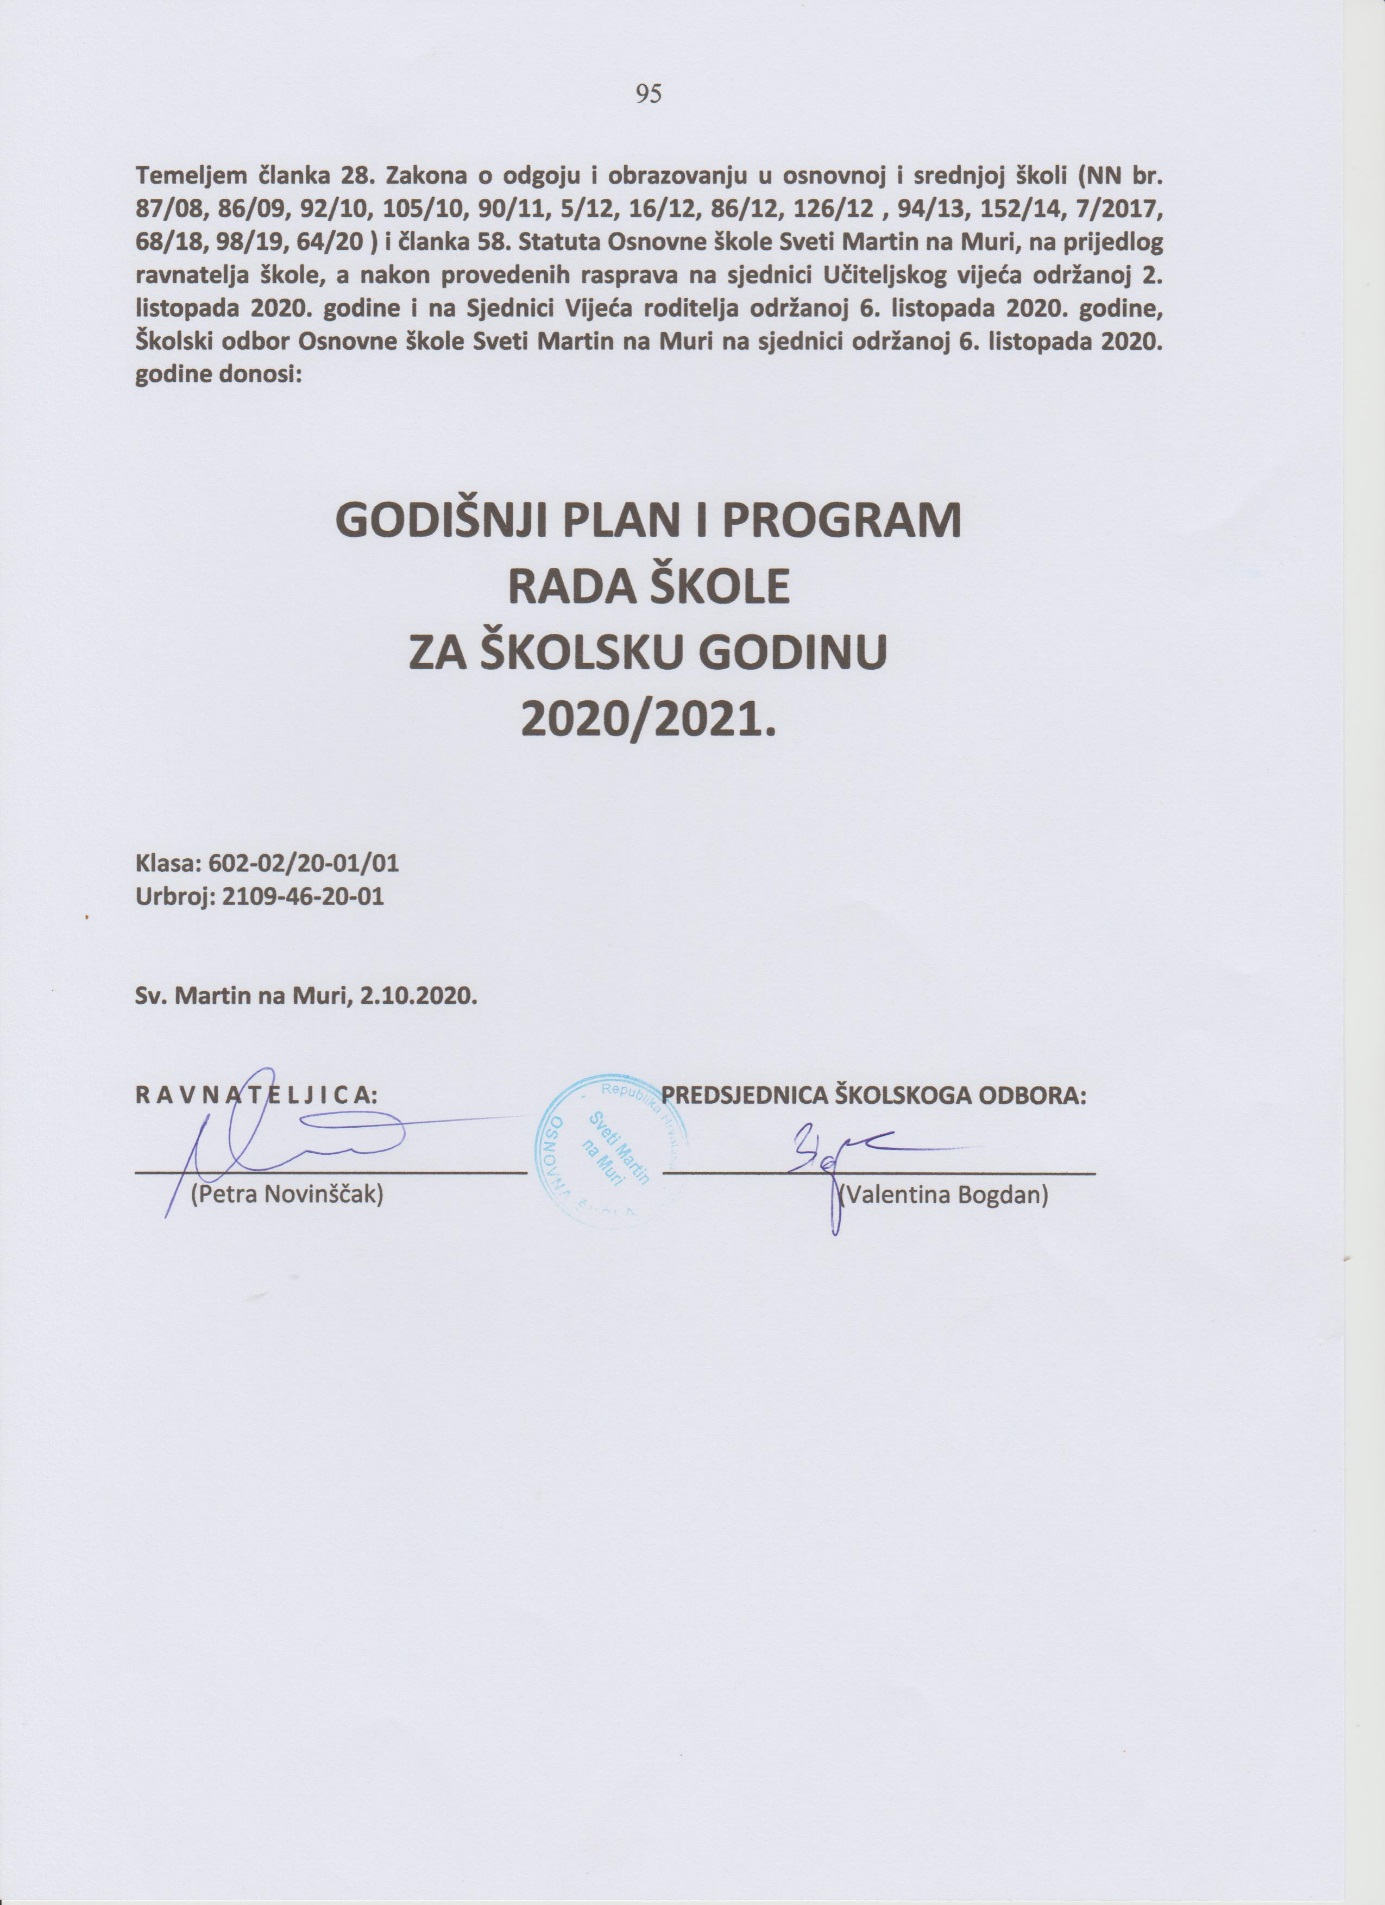 95
Temeljem članka 28. Zakona o odgoju i obrazovanju u osnovnoj i srednjoj školi (NN br.
87/08, 86/09, 92/10, 105/10, 90/11, 5/12, 16/12, 86/12, 126/12 , 94/13, 152/14, 7/2017,
68/18, 98/19, 64/20 ) i članka 58. Statuta Osnovne škole Sveti Martin na Muri, na prijedlog
ravnatelja škole, a nakon provedenih rasprava na sjednici Učiteljskog vijeća održanoj 2.
listopada 2020. godine i na Sjednici Vijeća roditelja održanoj 6. listopada 2020. godine,
Školski odbor Osnovne škole Sveti Martin na Muri na sjednici održanoj 6. listopada 2020.
godine donosi:
GODIŠNJI PLAN I PROGRAM
RADA ŠKOLE
ZA ŠKOLSKU GODINU
2020/2021.
Klasa: 602-02/20-01/01
Urbroj: 2109-46-20-01
Sv. Martin na Muri, 2.10.2020.
R A V N A T E L J I C A:
PREDSJEDNICA ŠKOLSKOGA ODBORA:
Republika
Sveti Martin
na Muri
(Petra Novinščak)
(Valentina Bogdan)